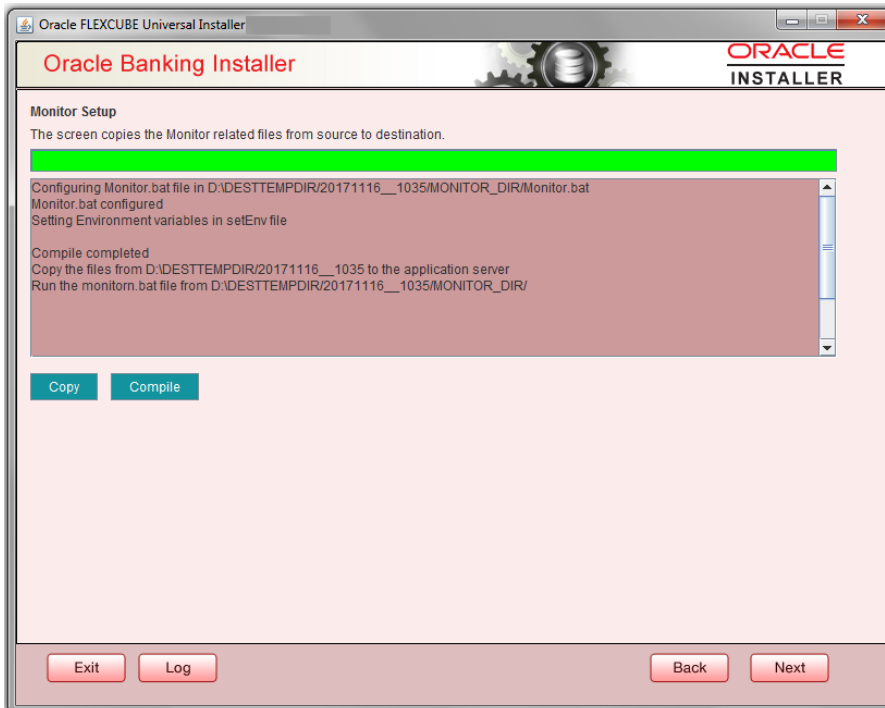 Oracle FLEXCUBE Universal Installer
Oracle Banking Installer
ORACLE
INSTALLER
Monitor Setup
The screen copies the Monitor related files from source to destination.
Configuring Monitor.bat file in D:\DESTTEMPDIR/20171116__1035/MONITOR_DIR/Monitor.bat
Monitor.bat configured
Setting Environment variables in setEnv file
Compile completed
Copy the files from D:\DESTTEMPDIR/20171116__1035 to the application server
Run the monitorn.bat file from D:\DESTTEMPDIR/20171116__1035/MONITOR_DIR/
Copy Compile
Exit Log Back Next